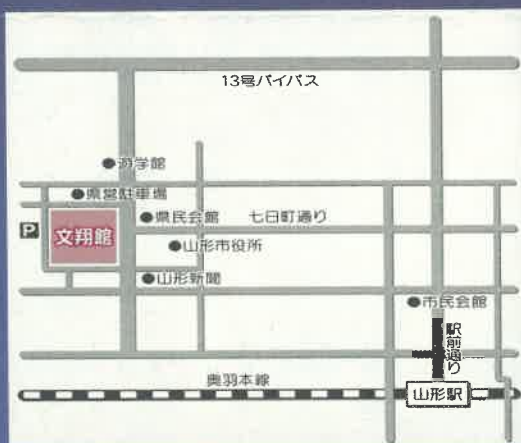 13号バイパス
遊学館
県営駐車場
P
文翔館
県民会館
七日町通り
山形市役所
山形新聞
市民会館
駅前通り
奥羽本線
山形駅